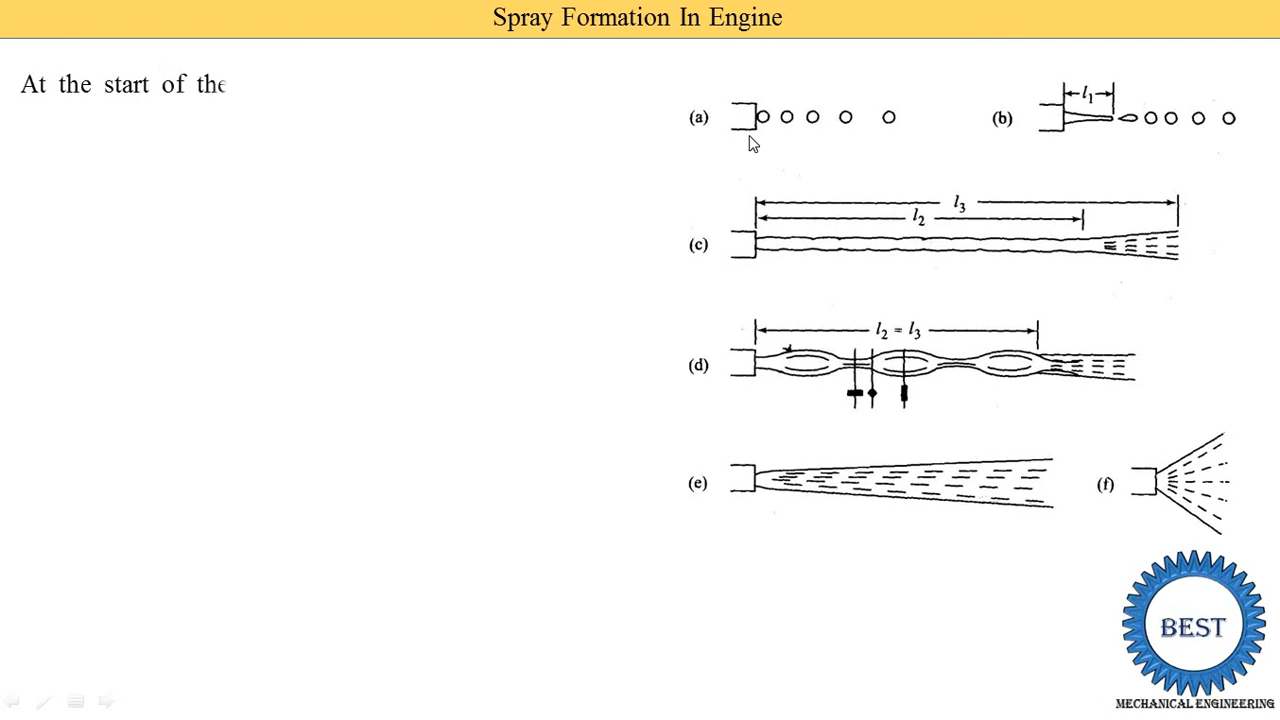 Spray Formation In Engine
At the start of the
(a)
(b)
l₁
l₃
l₂
(c)
l₂ = l₃
(d)
(e)
(f)
BEST
MECHANICAL ENGINEERING